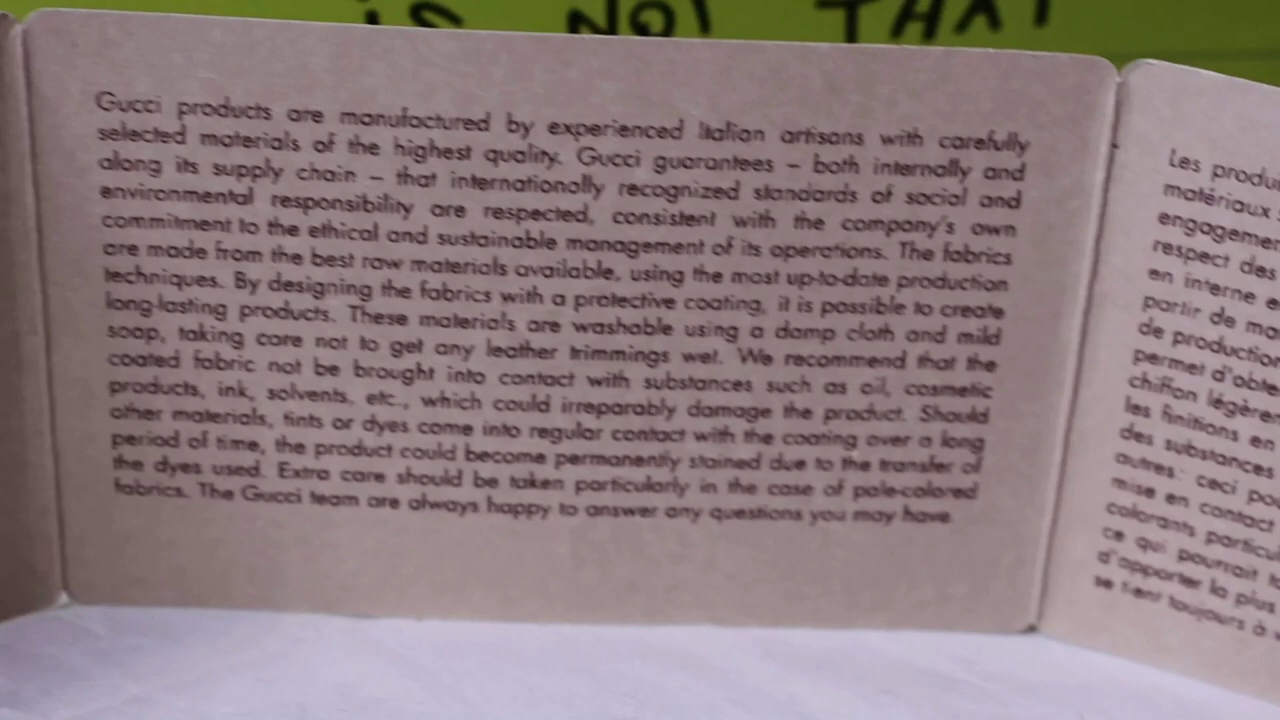 IS NOT THAT
Gucci products are manufactured by experienced Italian artisans with carefully
selected materials of the highest quality. Gucci guarantees – both internally and
along its supply chain – that internationally recognized standards of social and
environmental responsibility are respected, consistent with the company's own
commitment to the ethical and sustainable management of its operations. The fabrics
are made from the best raw materials available, using the most up-to-date production
techniques. By designing the fabrics with a protective coating, it is possible to create
long-lasting products. These materials are washable using a damp cloth and mild
soap, taking care not to get any leather trimmings wet. We recommend that the
coated fabric not be brought into contact with substances such as oil, cosmetic
products, ink, solvents, etc., which could irreparably damage the product. Should
other materials, tints or dyes come into regular contact with the coating over a long
period of time, the product could become permanently stained due to the transfer of
the dyes used. Extra care should be taken particularly in the case of pale-colored
fabrics. The Gucci team are always happy to answer any questions you may have
Les produ
matériaux
engagemen
respect des
en interne e
partir de ma
de production
permet d'obte
chiffon légère
les finitions en
des substances
autres : ceci po
mise en contact
colorants particu
ce qui pourrait
d'apporter la plus
se tient toujours à